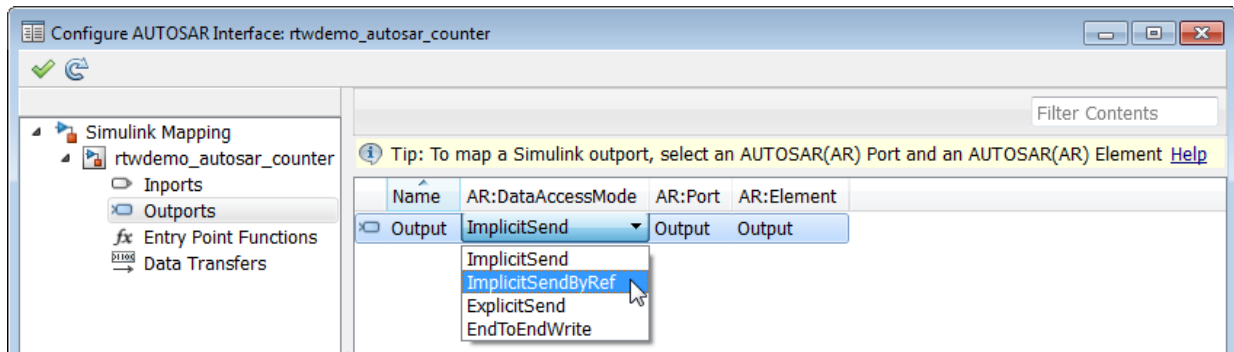 Configure AUTOSAR Interface: rtwdemo_autosar_counter
Filter Contents
Simulink Mapping
rtwdemo_autosar_counter
Inports
Outports
fx Entry Point Functions
Data Transfers
Tip: To map a Simulink outport, select an AUTOSAR(AR) Port and an AUTOSAR(AR) Element Help
Name AR:DataAccessMode AR:Port AR:Element
Output ImplicitSend Output Output
ImplicitSend
ImplicitSendByRef
ExplicitSend
EndToEndWrite